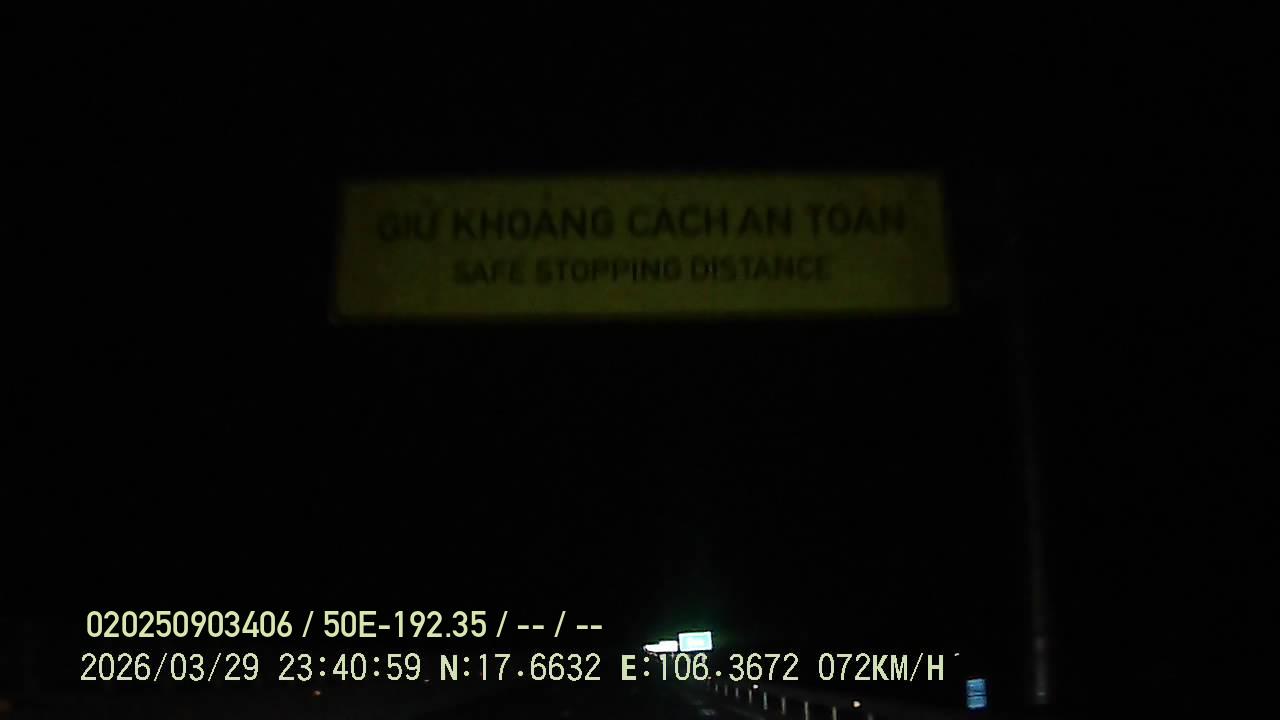 GIỮ KHOẢNG CÁCH AN TOÀN
SAFE STOPPING DISTANCE
020250903406 / 50E-192.35 / -- / --
2026/03/29 23:40:59 N:17.6632 E:106.3672 072KM/H